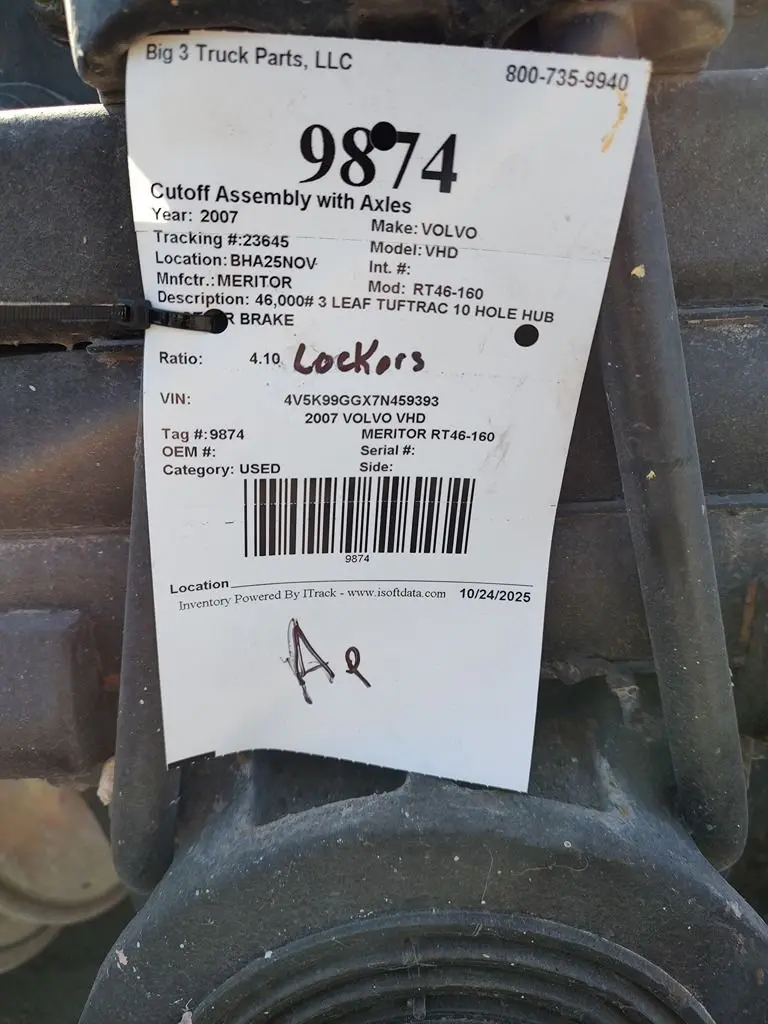 Big 3 Truck Parts, LLC 800-735-9940
9874
Cutoff Assembly with Axles
Year: 2007 Make: VOLVO
Tracking #:23645 Model: VHD
Location: BHA25NOV Int. #:
Mnfctr.: MERITOR Mod: RT46-160
Description: 46,000# 3 LEAF TUFTRAC 10 HOLE HUB
R BRAKE
Ratio: 4.10 Lockers
VIN: 4V5K99GGX7N459393
2007 VOLVO VHD
Tag #: 9874 MERITOR RT46-160
OEM #: Serial #:
Category: USED Side:
9874
Location
Inventory Powered By ITrack - www.isoftdata.com 10/24/2025